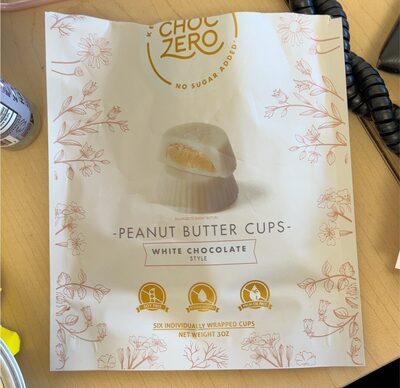 CHOC
ZERO
NO SUGAR ADDED!
-PEANUT BUTTER CUPS-
WHITE CHOCOLATE
STYLE
SIX INDIVIDUALLY WRAPPED CUPS
NET WEIGHT 3OZ